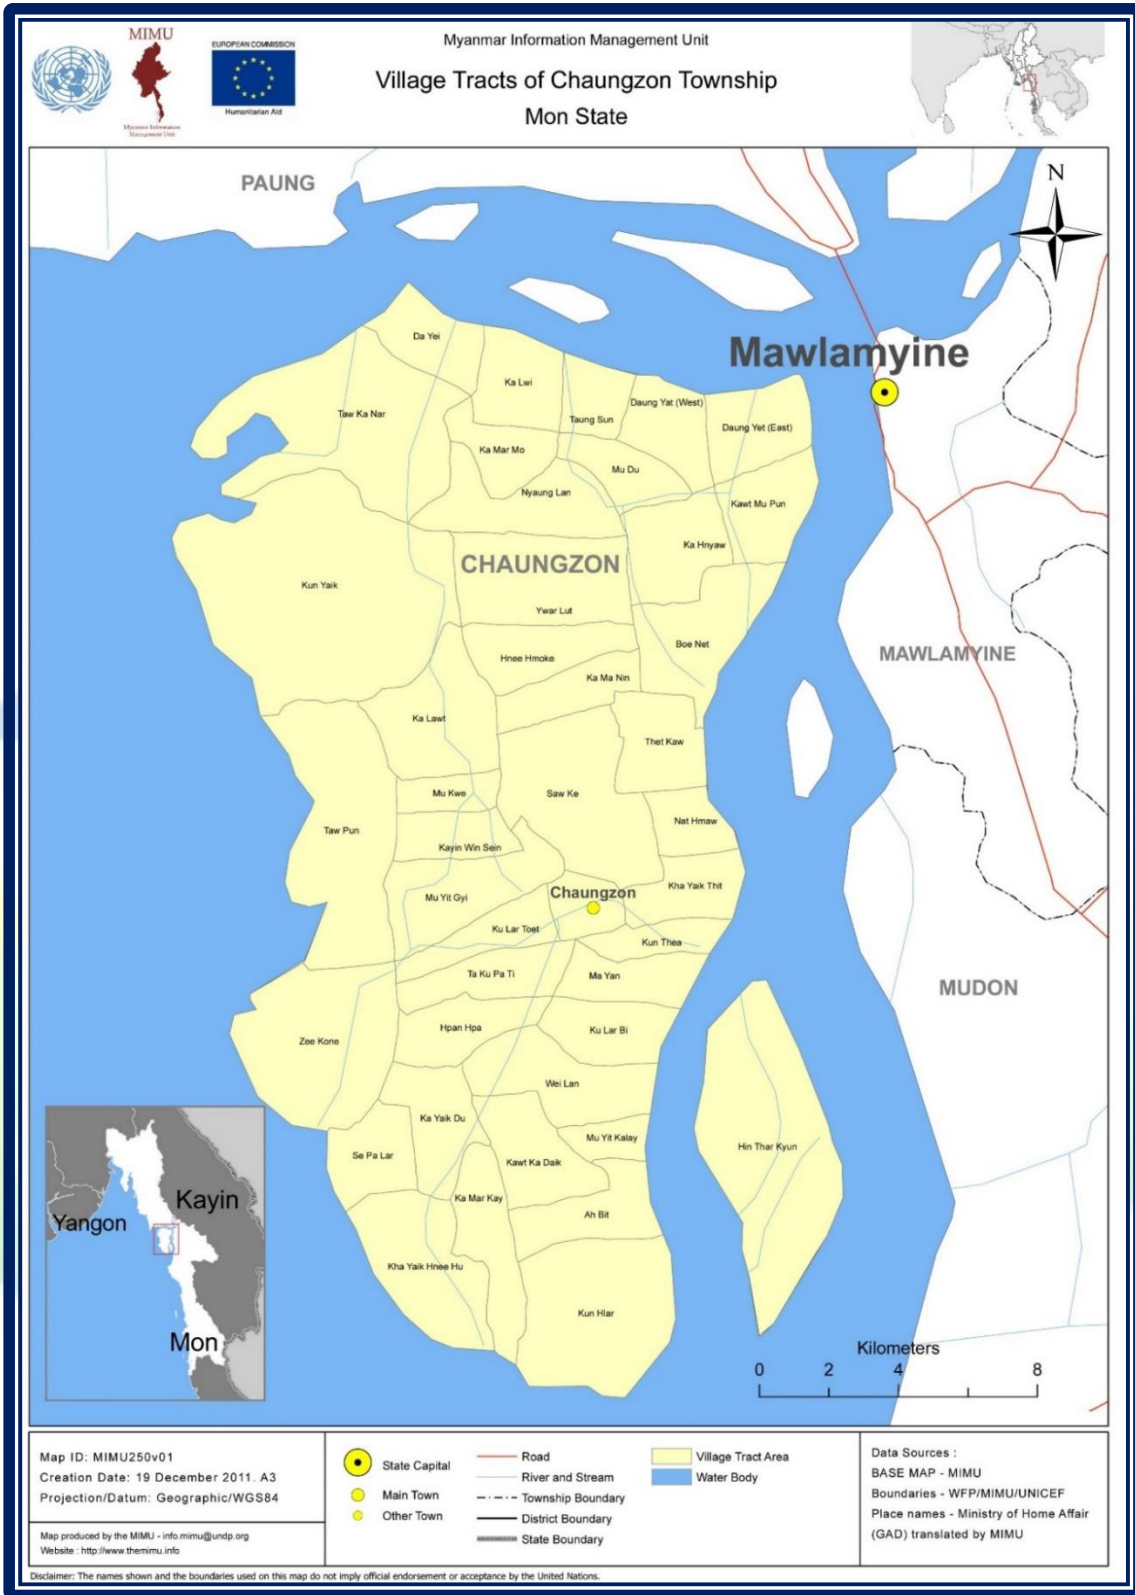 MIMU
Myanmar Information
Management Unit
EUROPEAN COMMISSION
Humanitarian Aid
Myanmar Information Management Unit
Village Tracts of Chaungzon Township
Mon State
PAUNG
N
Mawlamyine
Da Yei
Ka Lwi
Taw Ka Nar
Daung Yat (West)
Taung Sun
Daung Yet (East)
Ka Mar Mo
Mu Du
Nyaung Lan
Kawt Mu Pun
Ka Hnyaw
CHAUNGZON
Kun Yaik
Ywar Lut
Boe Net
MAWLAMYINE
Hnee Hmoke
Ka Ma Nin
Ka Lawt
Thet Kaw
Mu Kwe
Saw Ke
Nat Hmaw
Taw Pun
Kayin Win Sein
Kha Yaik Thit
Chaungzon
Mu Yit Gyi
Ku Lar Toet
Kun Thea
Ta Ku Pa Ti
Ma Yan
MUDON
Hpan Hpa
Ku Lar Bi
Zee Kone
Wei Lan
Ka Yaik Du
Mu Yit Kalay
Hin Thar Kyun
Se Pa Lar
Kawt Ka Daik
Ka Mar Kay
Ah Bit
Kha Yaik Hnee Hu
Kun Hlar
Kayin
Yangon
Mon
Kilometers
0 2 4 8
Map ID: MIMU250v01
Creation Date: 19 December 2011. A3
Projection/Datum: Geographic/WGS84
Map produced by the MIMU - info.mimu@undp.org
Website : http://www.themimu.info
State Capital
Main Town
Other Town
Road
River and Stream
Township Boundary
District Boundary
State Boundary
Village Tract Area
Water Body
Data Sources :
BASE MAP - MIMU
Boundaries - WFP/MIMU/UNICEF
Place names - Ministry of Home Affair
(GAD) translated by MIMU
Disclaimer: The names shown and the boundaries used on this map do not imply official endorsement or acceptance by the United Nations.